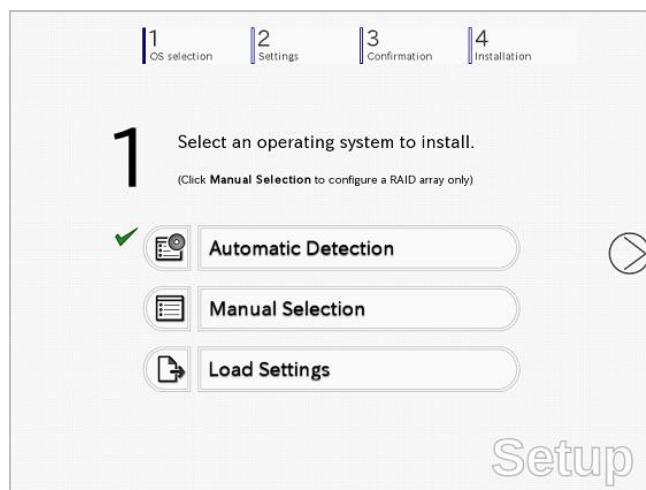 1 2 3 4
OS selection Settings Confirmation Installation
1 Select an operating system to install.
(Click Manual Selection to configure a RAID array only)
Automatic Detection
Manual Selection
Load Settings
Setup